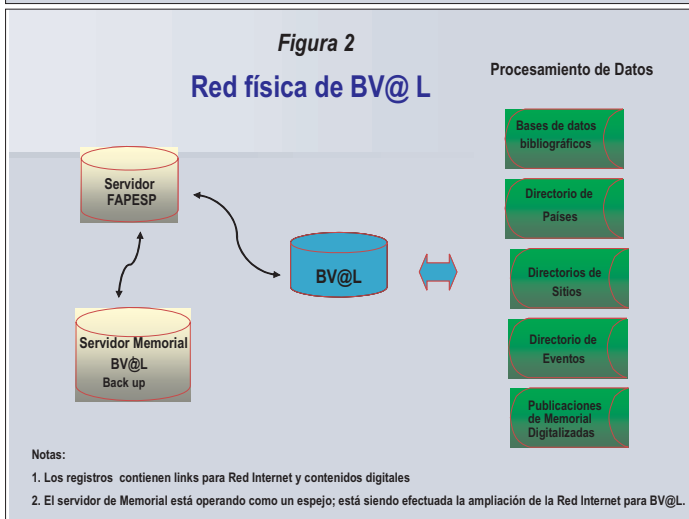 Figura 2
Red física de BV@ L
Procesamiento de Datos
Servidor
FAPESP
Servidor Memorial
BV@L
Back up
BV@L
Bases de datos
bibliográficos
Directorio de
Países
Directorios de
Sitios
Directorio de
Eventos
Publicaciones
de Memorial
Digitalizadas
Notas:
1. Los registros contienen links para Red Internet y contenidos digitales
2. El servidor de Memorial está operando como un espejo; está siendo efectuada la ampliación de la Red Internet para BV@L.